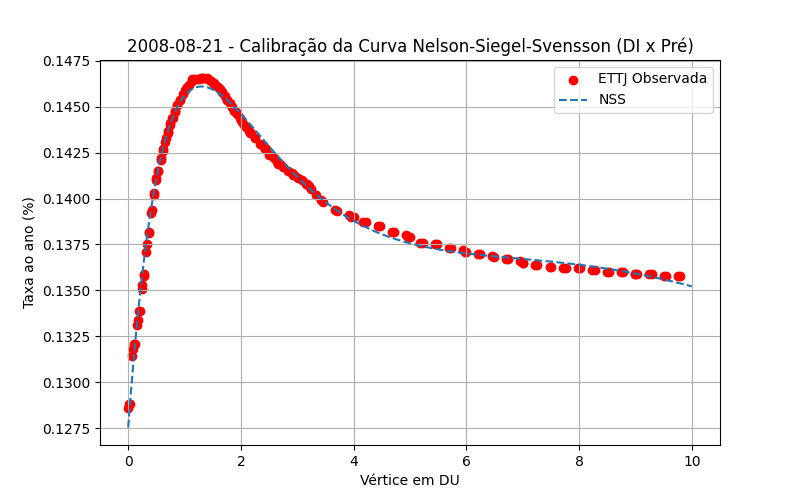 2008-08-21 - Calibração da Curva Nelson-Siegel-Svensson (DI x Pré)
0.1475
0.1450
0.1425
0.1400
0.1375
0.1350
0.1325
0.1300
0.1275
Taxa ao ano (%)
ETTJ Observada
NSS
0 2 4 6 8 10
Vértice em DU